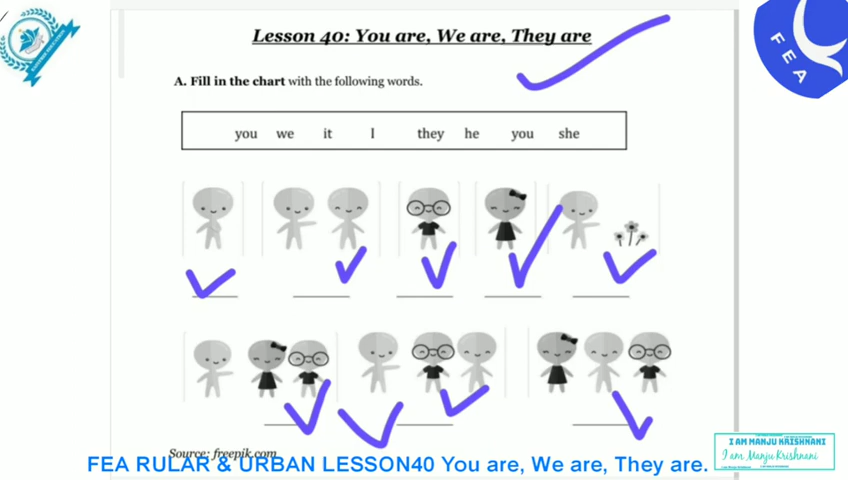 Lesson 40: You are, We are, They are
FEA
A. Fill in the chart with the following words.
you we it I they he you she
Source: freepik.com
I AM MANJU KRISHNANI
I am Manju Krishnani
FEA RULAR & URBAN LESSON40 You are, We are, They are.